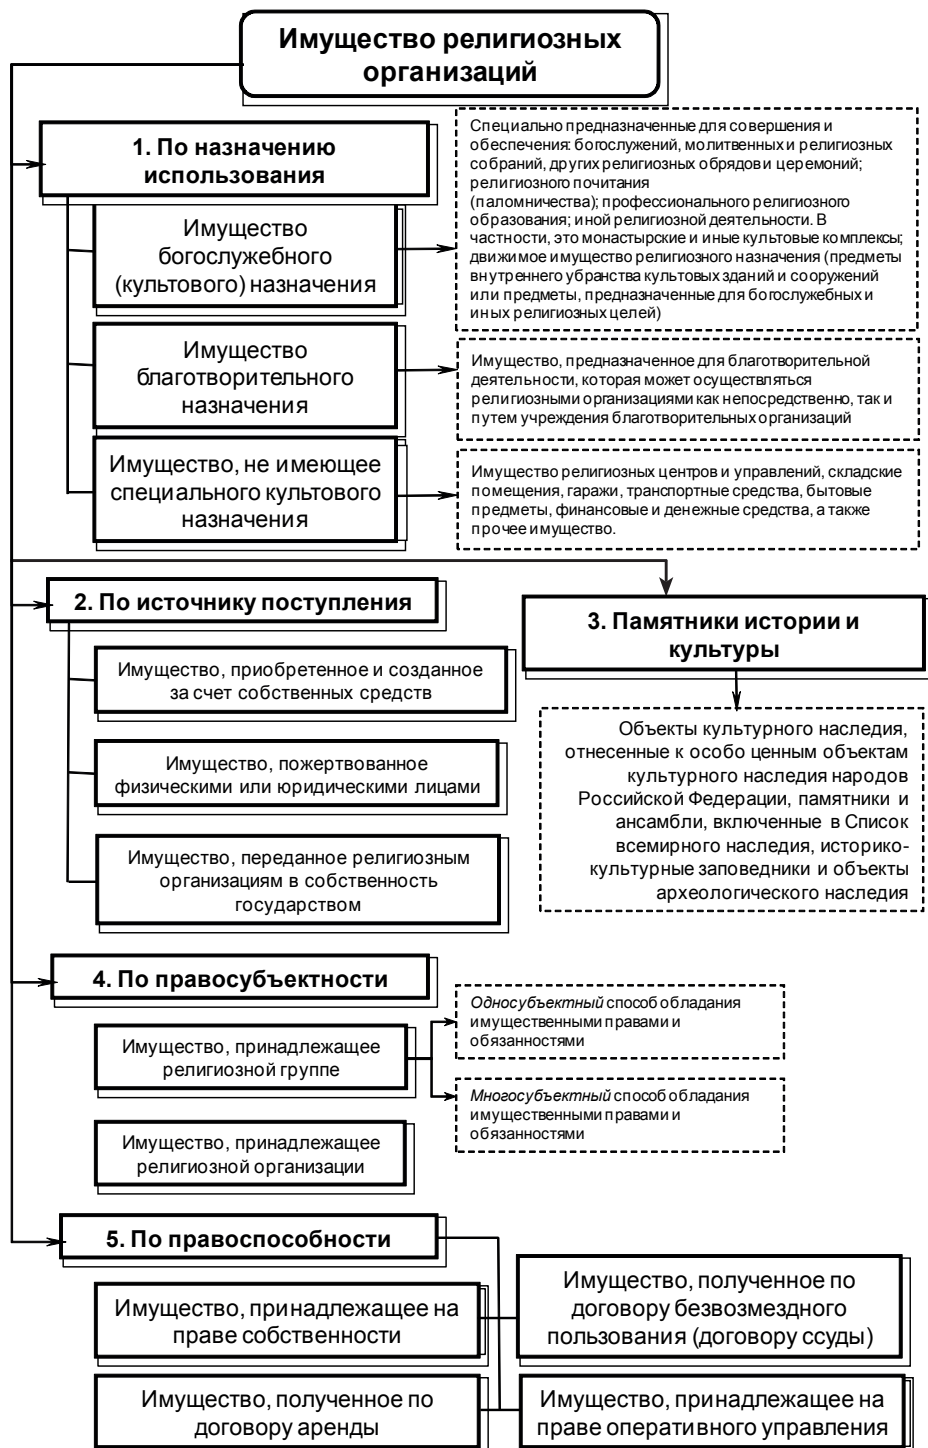 Имущество религиозных
организаций
1. По назначению
использования
Имущество
богослужебного
(культового) назначения
Специально предназначенные для совершения и
обеспечения: богослужений, молитвенных и религиозных
собраний, других религиозных обрядов и церемоний;
религиозного почитания
(паломничества); профессионального религиозного
образования; иной религиозной деятельности. В
частности, это монастырские и иные культовые комплексы;
движимое имущество религиозного назначения (предметы
внутреннего убранства культовых зданий и сооружений
или предметы, предназначенные для богослужебных и
иных религиозных целей)
Имущество
благотворительного
назначения
Имущество, предназначенное для благотворительной
деятельности, которая может осуществляться
религиозными организациями как непосредственно, так и
путем учреждения благотворительных организаций
Имущество, не имеющее
специального культового
назначения
Имущество религиозных центров и управлений, складские
помещения, гаражи, транспортные средства, бытовые
предметы, финансовые и денежные средства, а также
прочее имущество.
2. По источнику поступления
Имущество, приобретенное и созданное
за счет собственных средств
Имущество, пожертвованное
физическими или юридическими лицами
Имущество, переданное религиозным
организациям в собственность
государством
3. Памятники истории и
культуры
Объекты культурного наследия,
отнесенные к особо ценным объектам
культурного наследия народов
Российской Федерации, памятники и
ансамбли, включенные в Список
всемирного наследия, историко-
культурные заповедники и объекты
археологического наследия
4. По правосубъектности
Имущество, принадлежащее
религиозной группе
Односубъектный способ обладания
имущественными правами и
обязанностями
Многосубъектный способ обладания
имущественными правами и
обязанностями
Имущество, принадлежащее
религиозной организации
5. По правоспособности
Имущество, принадлежащее на
праве собственности
Имущество, полученное по
договору безвозмездного
пользования (договору ссуды)
Имущество, полученное по
договору аренды
Имущество, принадлежащее на
праве оперативного управления